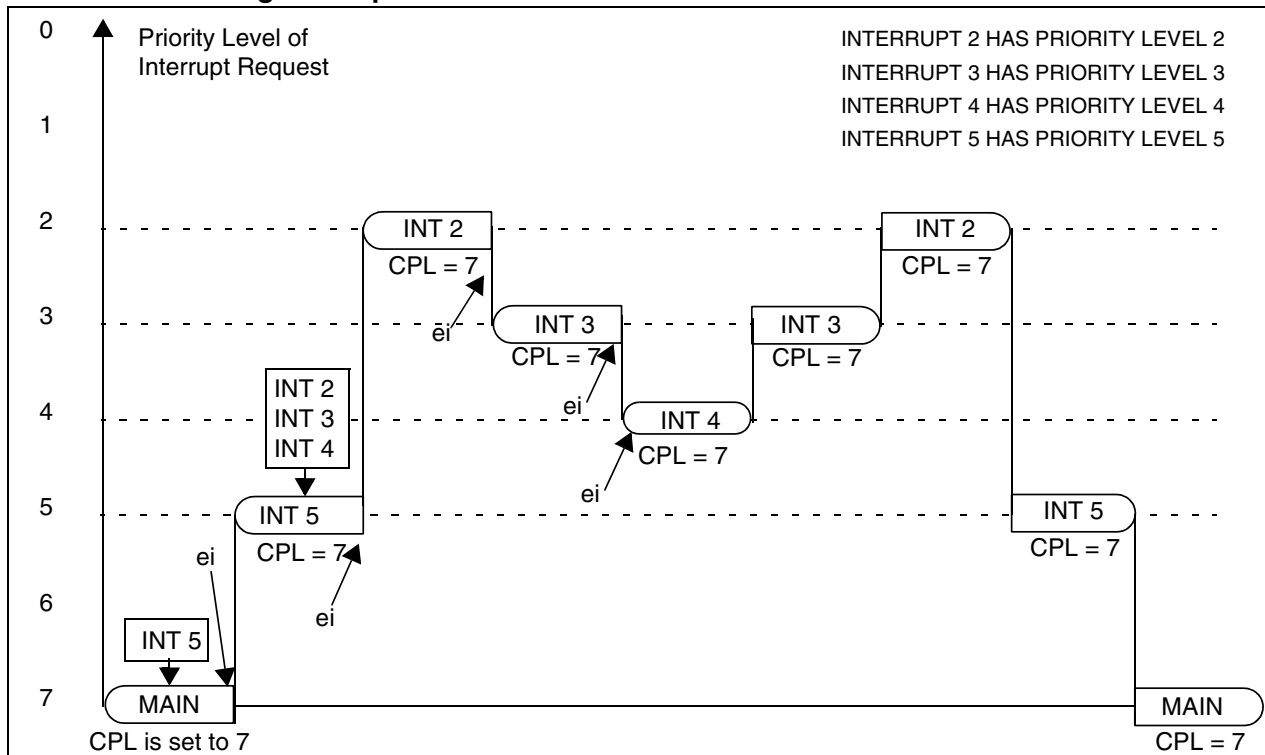 0
Priority Level of
Interrupt Request
INTERRUPT 2 HAS PRIORITY LEVEL 2
INTERRUPT 3 HAS PRIORITY LEVEL 3
INTERRUPT 4 HAS PRIORITY LEVEL 4
INTERRUPT 5 HAS PRIORITY LEVEL 5
1
2
INT 2
CPL = 7
INT 2
CPL = 7
ei
3
INT 3
CPL = 7
INT 3
CPL = 7
ei
INT 2
INT 3
INT 4
4
INT 4
CPL = 7
ei
5
INT 5
CPL = 7
INT 5
CPL = 7
ei
ei
6
INT 5
7
MAIN
CPL is set to 7
MAIN
CPL = 7